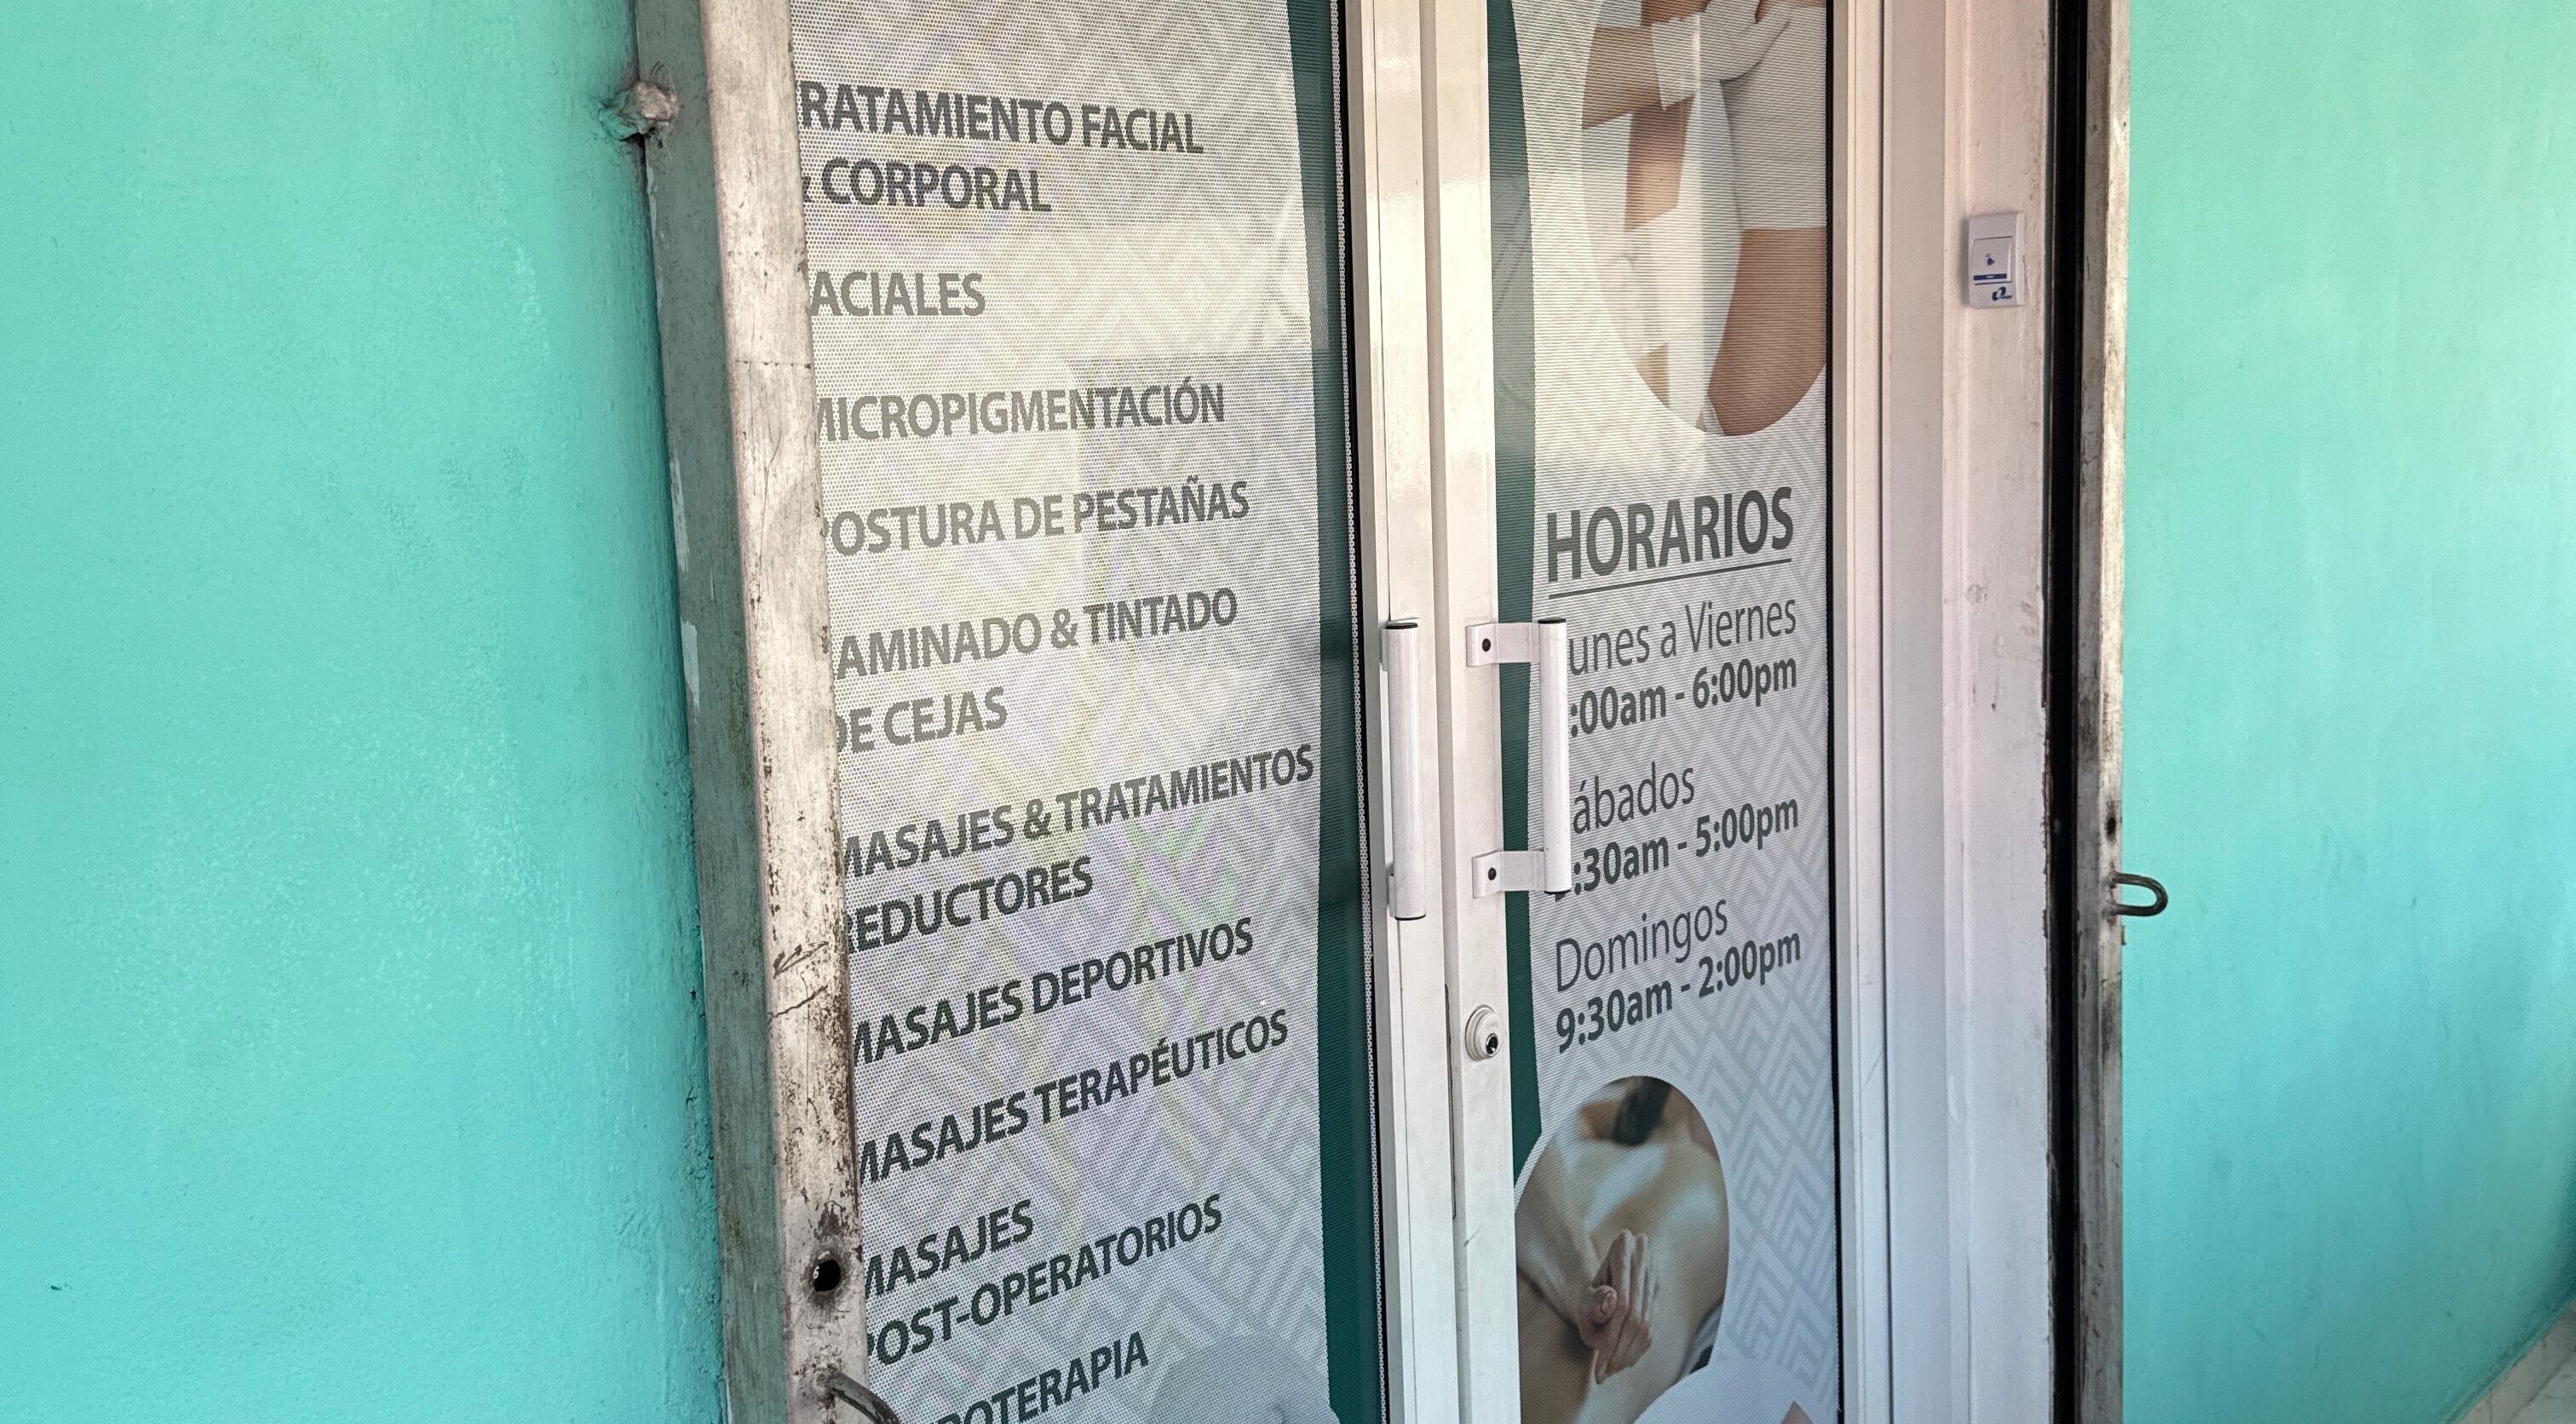 RATAMIENTO FACIAL
& CORPORAL
ACIALES
MICROPIGMENTACIÓN
POSTURA DE PESTAÑAS
AMINADO & TINTADO
DE CEJAS
MASAJES & TRATAMIENTOS
REDUCTORES
MASAJES DEPORTIVOS
MASAJES TERAPÉUTICOS
MASAJES
POST-OPERATORIOS
ROTERAPIA
HORARIOS
unes a Viernes
:00am - 6:00pm
ábados
:30am - 5:00pm
Domingos
9:30am - 2:00pm